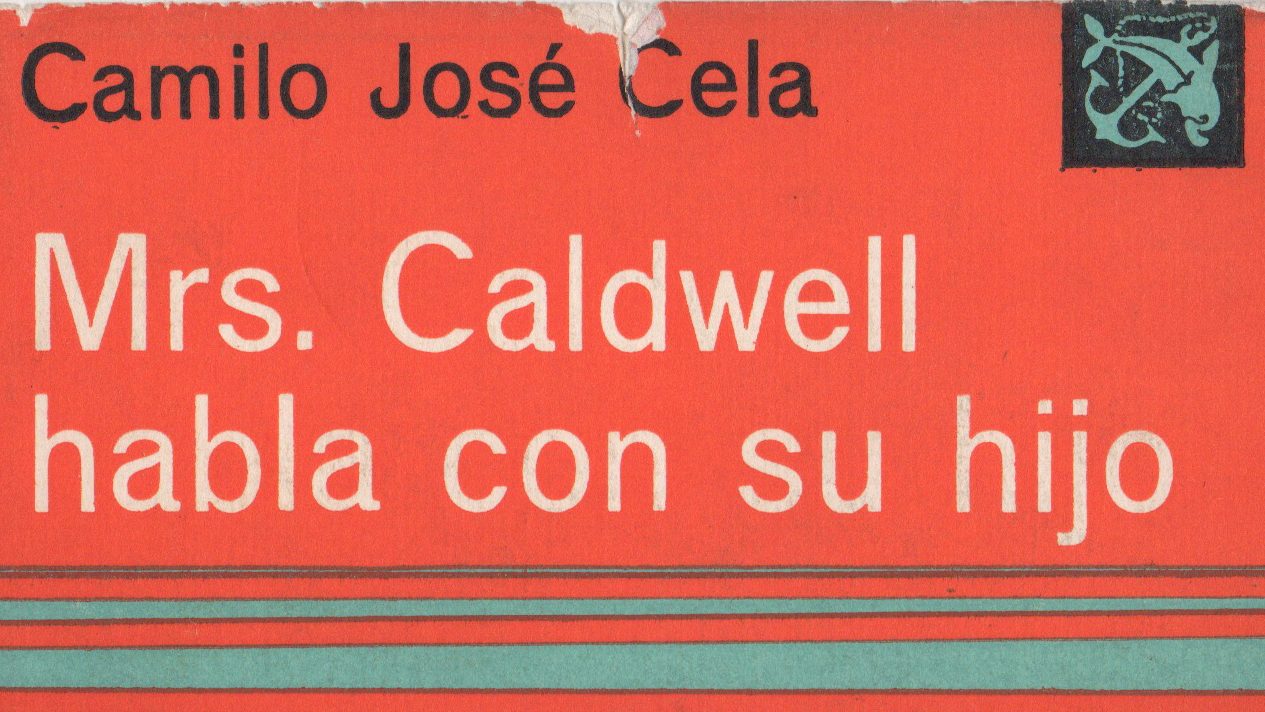 Camilo José Cela
Mrs. Caldwell
habla con su hijo